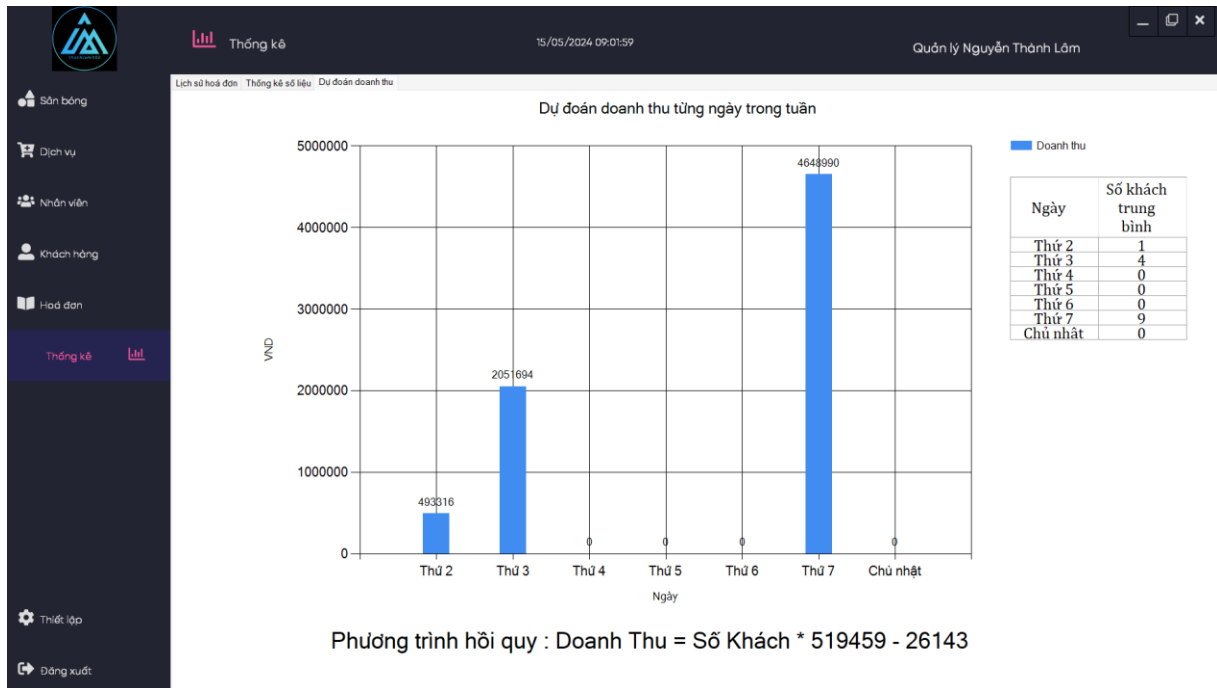 Thống kê
15/05/2024 09:01:59
Quản lý Nguyễn Thành Lâm
Sân bóng
Dịch vụ
Nhân viên
Khách hàng
Hoá đơn
Thống kê
Thiết lập
Đăng xuất
Lịch sử hoá đơn Thống kê số liệu Dự đoán doanh thu
Dự đoán doanh thu từng ngày trong tuần
5000000
4000000
3000000
2000000
1000000
0
VND
493316
2051694
0
0
0
4648990
0
Thứ 2 Thứ 3 Thứ 4 Thứ 5 Thứ 6 Thứ 7 Chủ nhật
Ngày
Doanh thu
Ngày Số khách trung bình
Thứ 2 1
Thứ 3 4
Thứ 4 0
Thứ 5 0
Thứ 6 0
Thứ 7 9
Chủ nhật 0
Phương trình hồi quy : Doanh Thu = Số Khách * 519459 - 26143